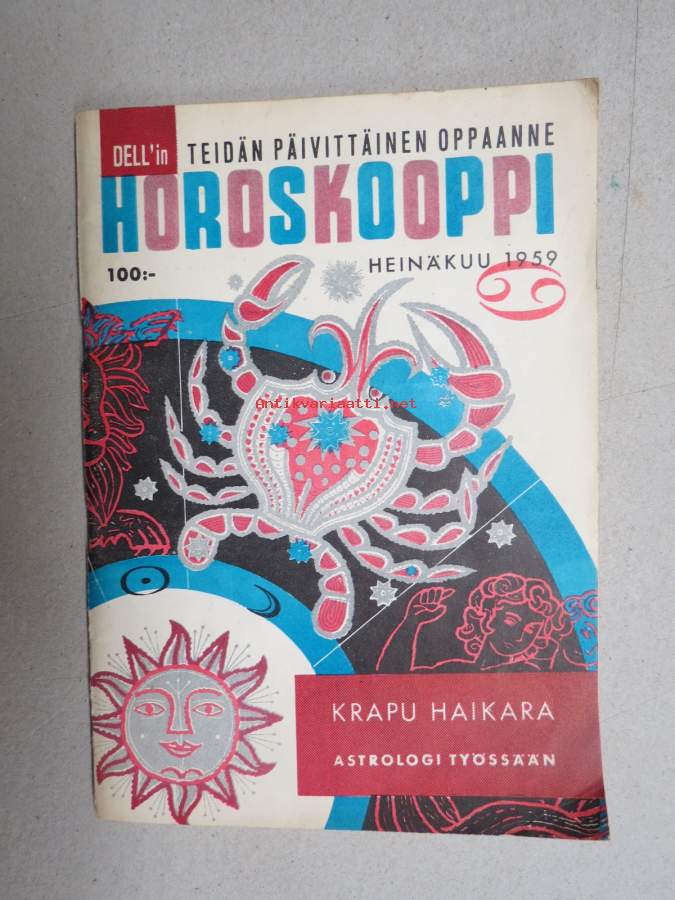 DELL'in
TEIDÄN PÄIVITTÄINEN OPPAANNE
HOROSKOOPPI
100:-
HEINÄKUU 1959
Antikvariaatti.net
KRAPU HAIKARA
ASTROLOGI TYÖSSÄÄN